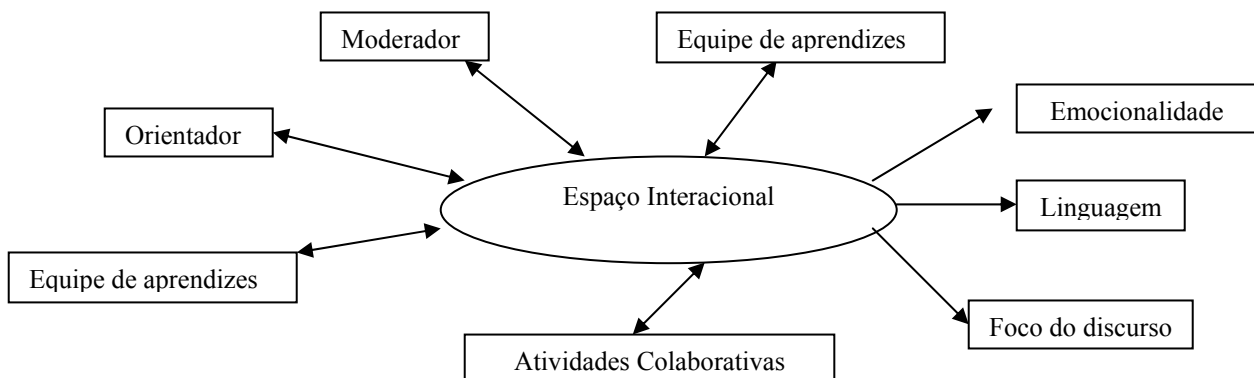 Moderador
Equipe de aprendizes
Emocionalidade
Orientador
Espaço Interacional
Linguagem
Equipe de aprendizes
Foco do discurso
Atividades Colaborativas